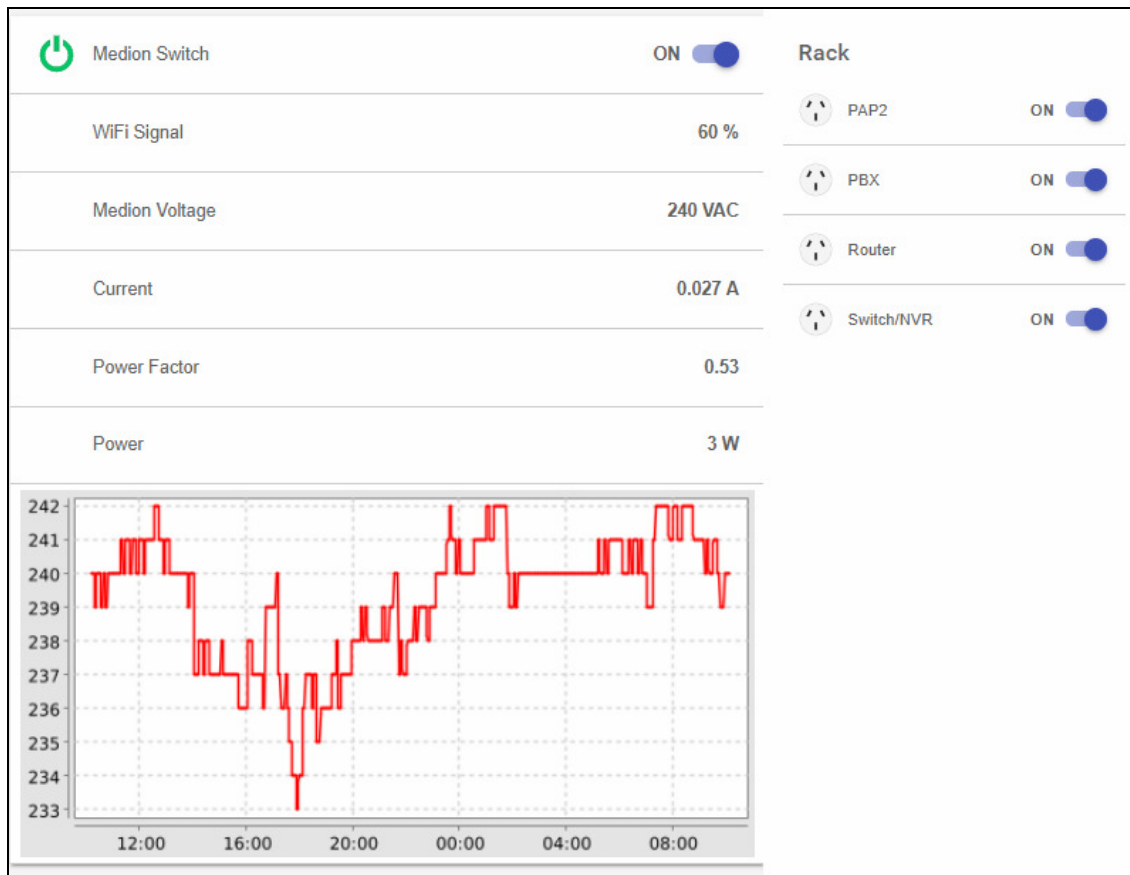 Medion Switch ON
WiFi Signal 60 %
Medion Voltage 240 VAC
Current 0.027 A
Power Factor 0.53
Power 3 W
242
241
240
239
238
237
236
235
234
233
12:00 16:00 20:00 00:00 04:00 08:00
Rack
PAP2 ON
PBX ON
Router ON
Switch/NVR ON